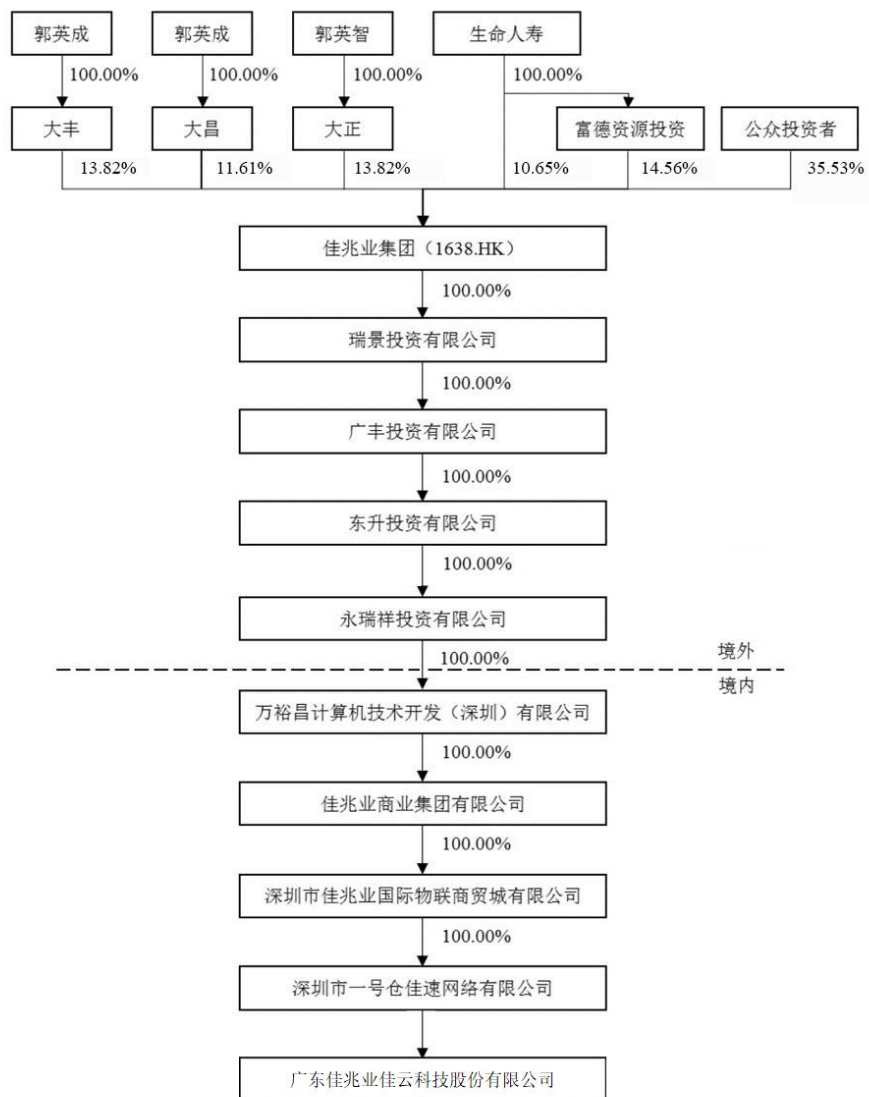 郭英成
郭英成
郭英智
生命人寿
100.00%
100.00%
100.00%
100.00%
大丰
大昌
大正
富德资源投资
公众投资者
13.82%
11.61%
13.82%
10.65%
14.56%
35.53%
佳兆业集团（1638.HK）
100.00%
瑞景投资有限公司
100.00%
广丰投资有限公司
100.00%
东升投资有限公司
100.00%
永瑞祥投资有限公司
100.00%
境外
境内
万裕昌计算机技术开发（深圳）有限公司
100.00%
佳兆业商业集团有限公司
100.00%
深圳市佳兆业国际物联商贸城有限公司
100.00%
深圳市一号仓佳速网络有限公司
广东佳兆业佳云科技股份有限公司